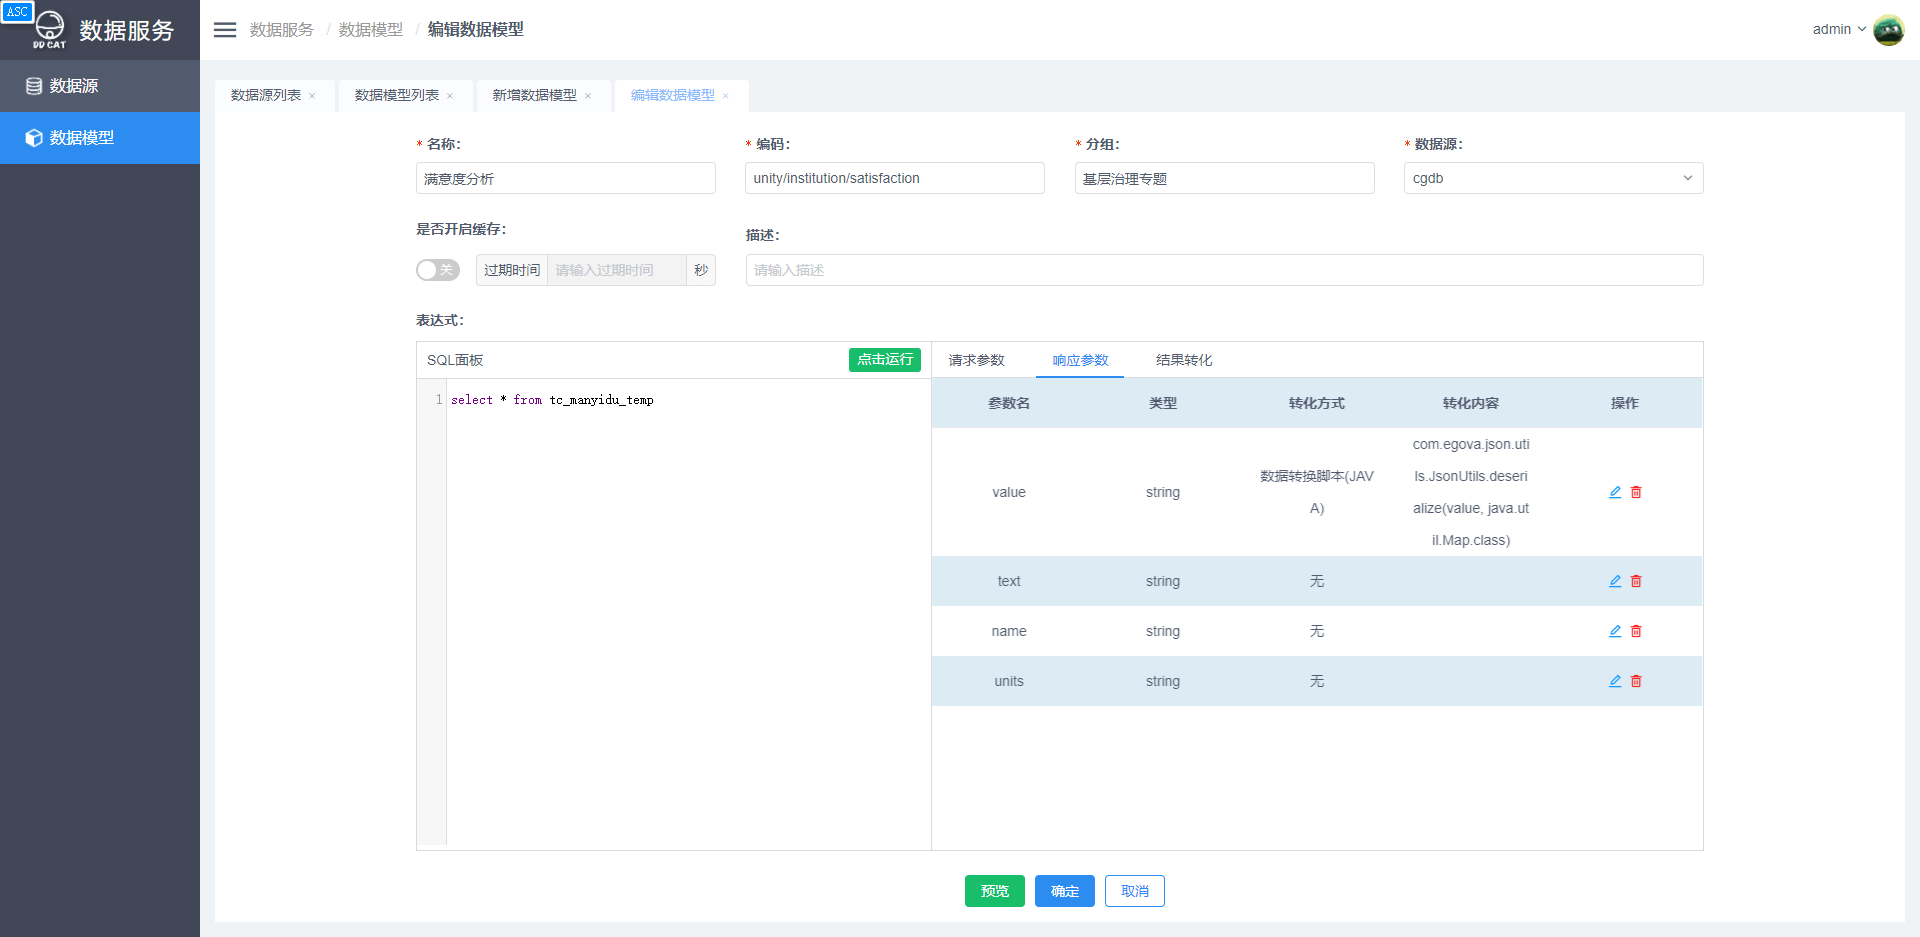 ASC
DD CAT
数据服务
数据服务 / 数据模型 / 编辑数据模型
admin
数据源
数据模型
数据源列表 ×
数据模型列表 ×
新增数据模型 ×
编辑数据模型 ×
* 名称：
* 编码：
* 分组：
* 数据源：
满意度分析
unity/institution/satisfaction
基层治理专题
cgdb
是否开启缓存：
描述：
关
过期时间
请输入过期时间
秒
请输入描述
表达式：
SQL面板
点击运行
请求参数
响应参数
结果转化
1
select * from tc_manyidu_temp
参数名 类型 转化方式 转化内容 操作
value
string
数据转换脚本(JAV
A)
com.egova.json.uti
ls.JsonUtils.deseri
alize(value, java.ut
il.Map.class)
text string 无
name string 无
units string 无
预览
确定
取消